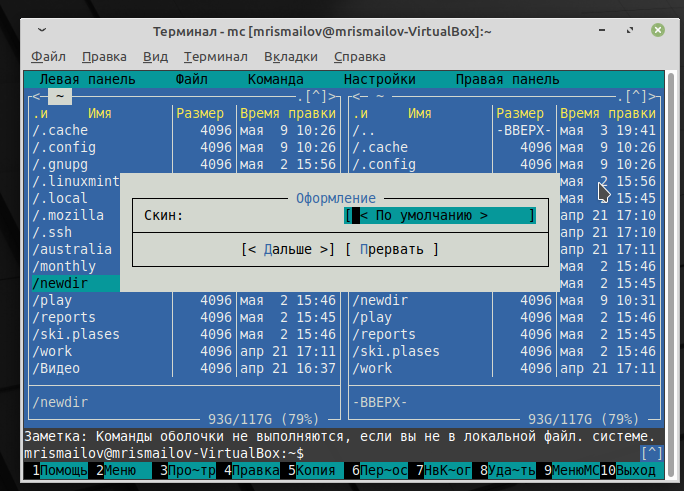 Терминал - mc [mrismailov@mrismailov-VirtualBox]:~
Файл Правка Вид Терминал Вкладки Справка
Левая панель Файл Команда Настройки Правая панель
<─ ~ .[^]> <─ ~ .[^]>
.и Имя Размер Время правки .и Имя Размер Время правки
/.cache 4096 мая 9 10:26 /.. -ВВЕРХ- мая 3 19:41
/.config 4096 мая 9 10:26 /.cache 4096 мая 9 10:26
/.gnupg 4096 мая 2 15:56 /.config 4096 мая 9 10:26
/.linuxmint мая 2 15:56
/.local 15:45
/.mozilla апр 21 17:10
/.ssh апр 21 17:10
/australia апр 21 17:10
/monthly мая 2 15:46
/newdir мая 2 15:45
Оформление
Скин: [< По умолчанию > ]
[< Дальше >] [ Прервать ]
/play 4096 мая 2 15:46 /newdir 4096 мая 9 10:31
/reports 4096 мая 2 15:45 /play 4096 мая 2 15:46
/ski.plases 4096 мая 2 15:46 /reports 4096 мая 2 15:45
/work 4096 апр 21 17:11 /ski.plases 4096 мая 2 15:46
/Видео 4096 апр 21 16:37 /work 4096 апр 21 17:11
/newdir -ВВЕРХ-
93G/117G (79%) 93G/117G (79%)
Заметка: Команды оболочки не выполняются, если вы не в локальной файл. системе.
mrismailov@mrismailov-VirtualBox:~$ [^]
1Помощь 2Меню 3Про~тр 4Правка 5Копия 6Пер~ос 7НвК~ог 8Уда~ть 9МенюMC 10Выход